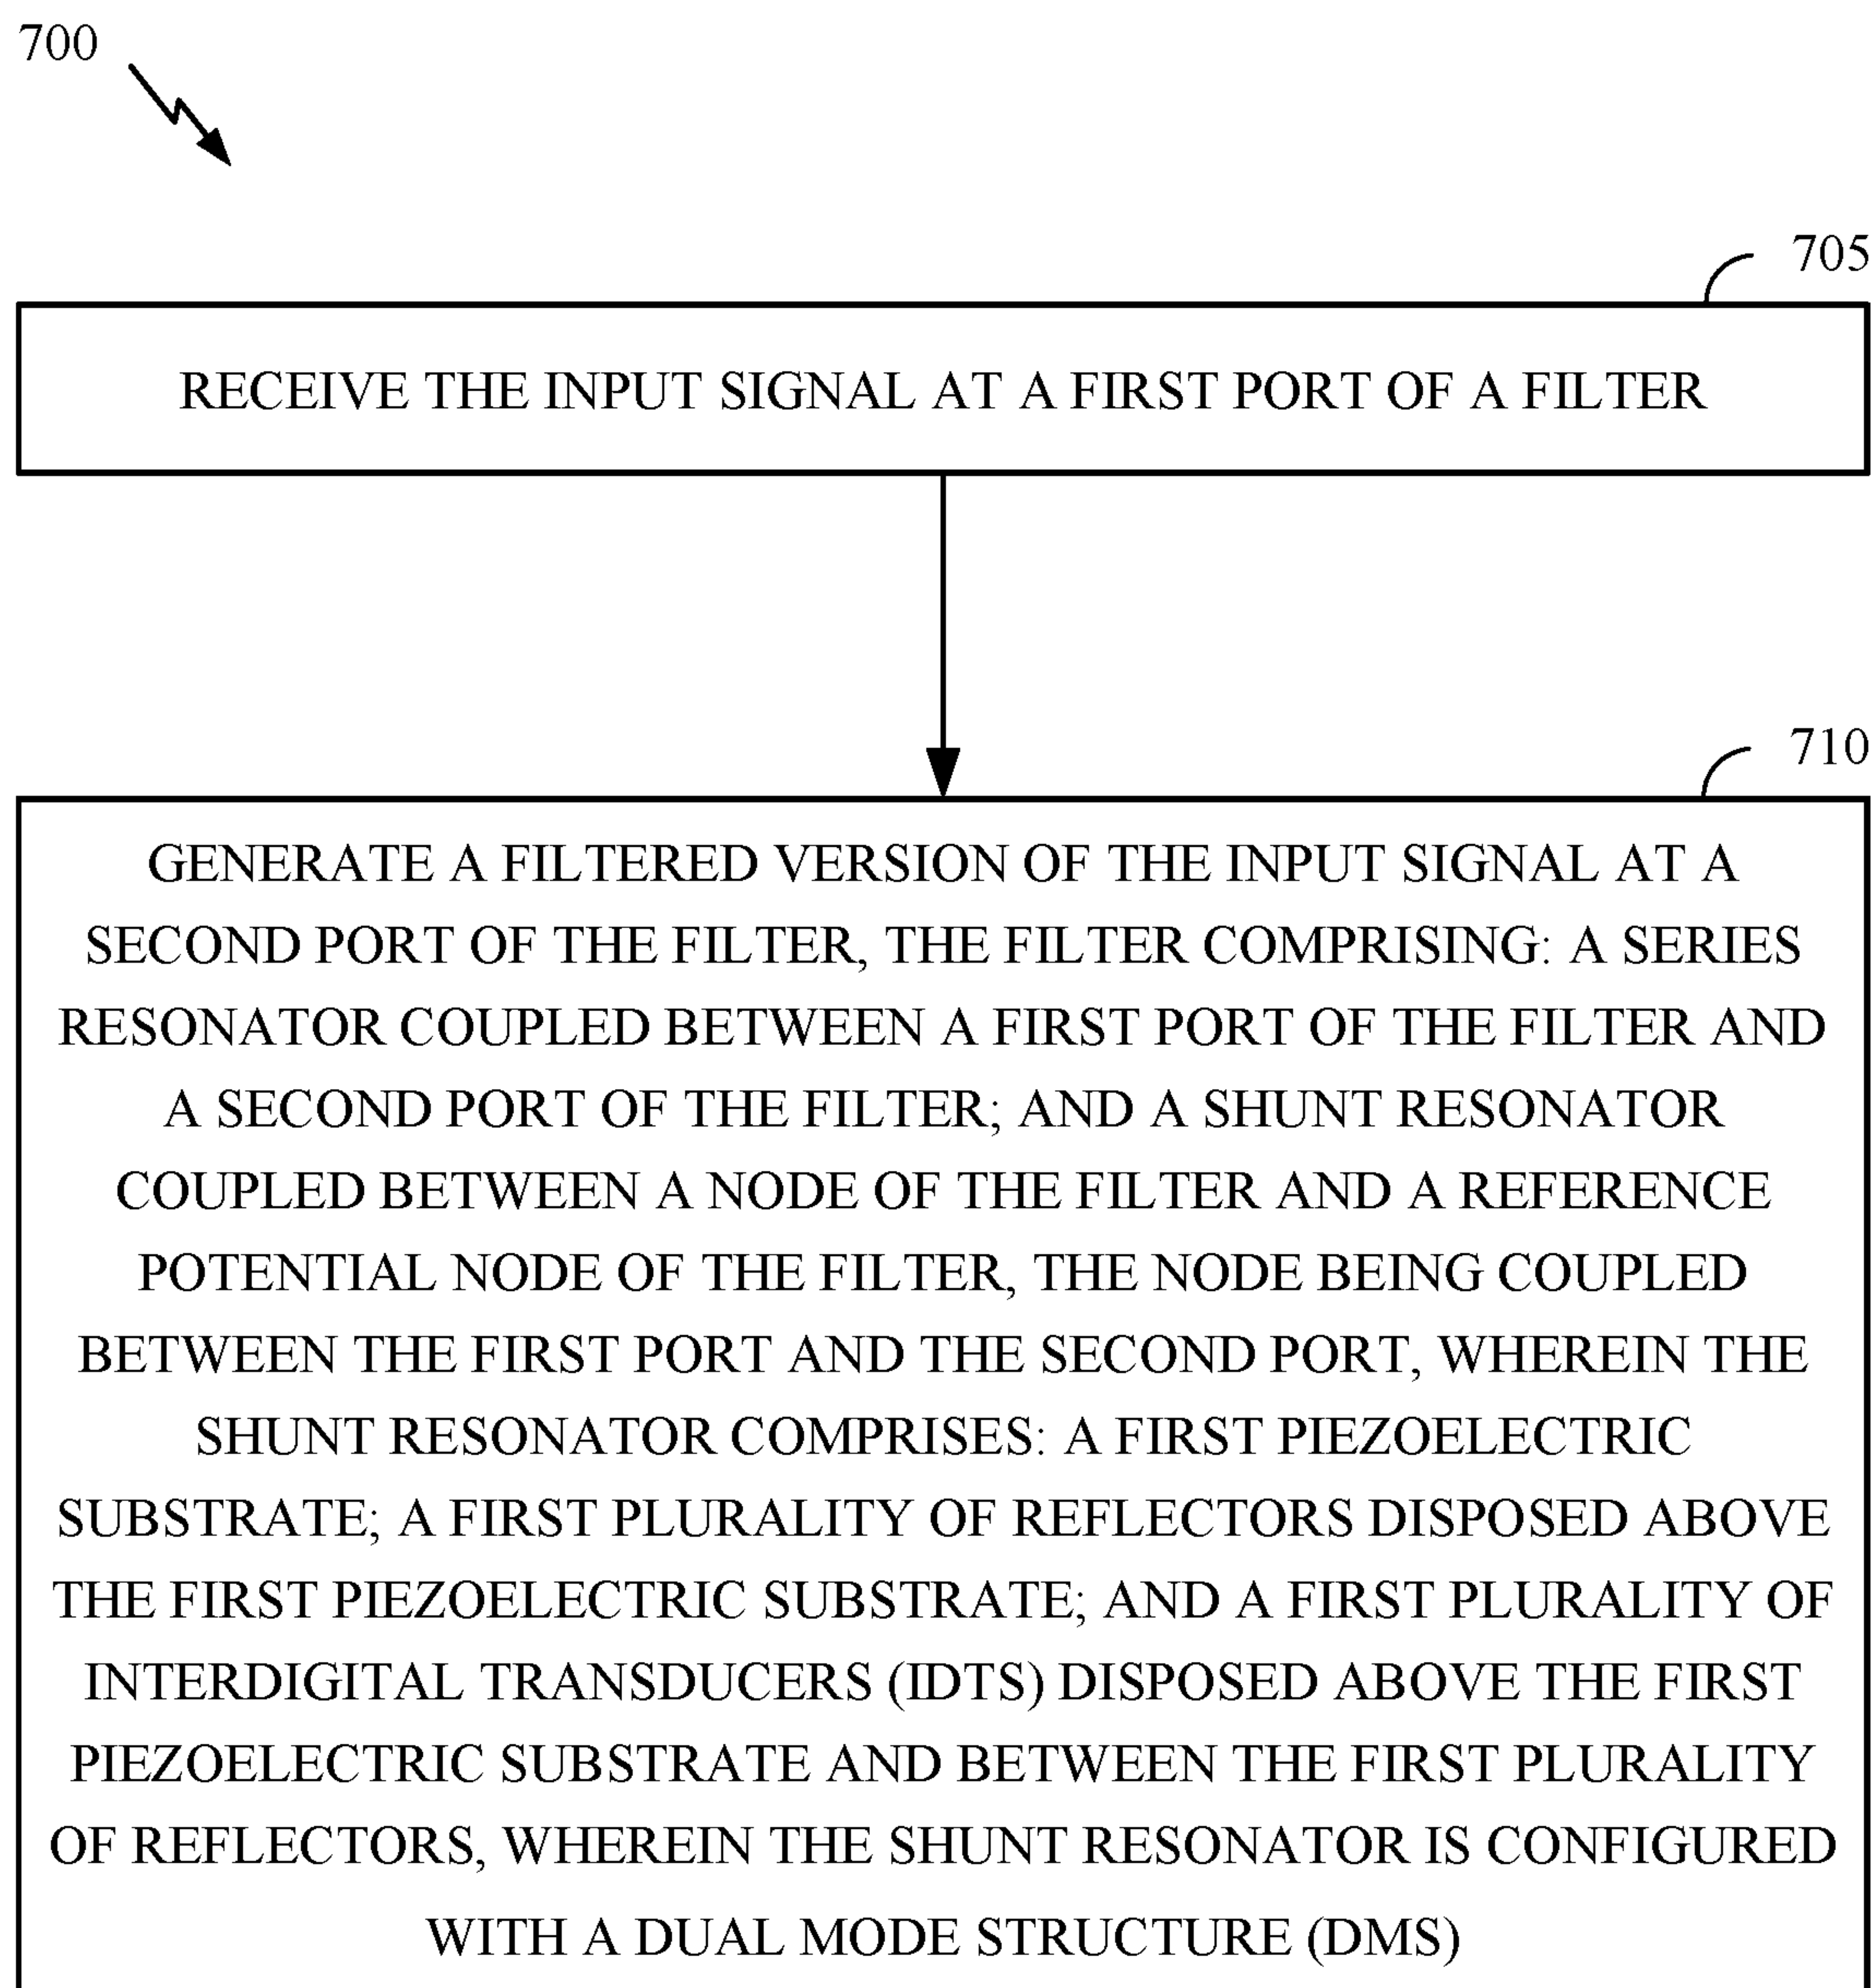 700
705
RECEIVE THE INPUT SIGNAL AT A FIRST PORT OF A FILTER
710
GENERATE A FILTERED VERSION OF THE INPUT SIGNAL AT A
SECOND PORT OF THE FILTER, THE FILTER COMPRISING: A SERIES
RESONATOR COUPLED BETWEEN A FIRST PORT OF THE FILTER AND
A SECOND PORT OF THE FILTER; AND A SHUNT RESONATOR
COUPLED BETWEEN A NODE OF THE FILTER AND A REFERENCE
POTENTIAL NODE OF THE FILTER, THE NODE BEING COUPLED
BETWEEN THE FIRST PORT AND THE SECOND PORT, WHEREIN THE
SHUNT RESONATOR COMPRISES: A FIRST PIEZOELECTRIC
SUBSTRATE; A FIRST PLURALITY OF REFLECTORS DISPOSED ABOVE
THE FIRST PIEZOELECTRIC SUBSTRATE; AND A FIRST PLURALITY OF
INTERDIGITAL TRANSDUCERS (IDTS) DISPOSED ABOVE THE FIRST
PIEZOELECTRIC SUBSTRATE AND BETWEEN THE FIRST PLURALITY
OF REFLECTORS, WHEREIN THE SHUNT RESONATOR IS CONFIGURED
WITH A DUAL MODE STRUCTURE (DMS)